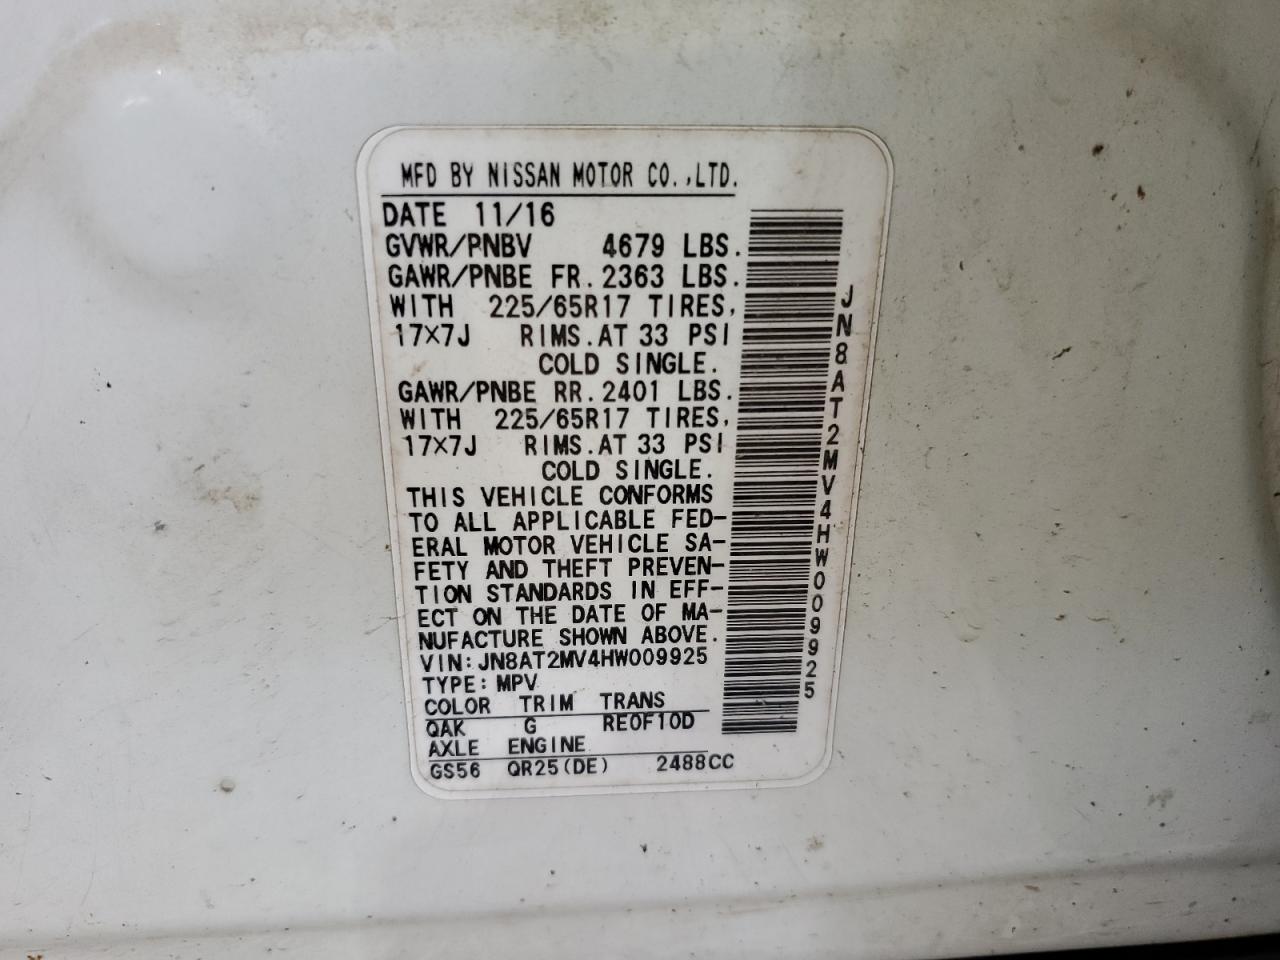 MFD BY NISSAN MOTOR CO.,LTD.
DATE 11/16
GVWR/PNBV 4679 LBS.
GAWR/PNBE FR. 2363 LBS.
WITH 225/65R17 TIRES,
17X7J RIMS.AT 33 PSI
COLD SINGLE.
GAWR/PNBE RR. 2401 LBS.
WITH 225/65R17 TIRES,
17X7J RIMS.AT 33 PSI
COLD SINGLE.
THIS VEHICLE CONFORMS
TO ALL APPLICABLE FED-
ERAL MOTOR VEHICLE SA-
FETY AND THEFT PREVEN-
TION STANDARDS IN EFF-
ECT ON THE DATE OF MA-
NUFACTURE SHOWN ABOVE.
VIN: JN8AT2MV4HW009925
TYPE: MPV
COLOR TRIM TRANS
QAK G RE0F10D
AXLE ENGINE
GS56 QR25(DE) 2488CC
JN8AT2MV4HW009925